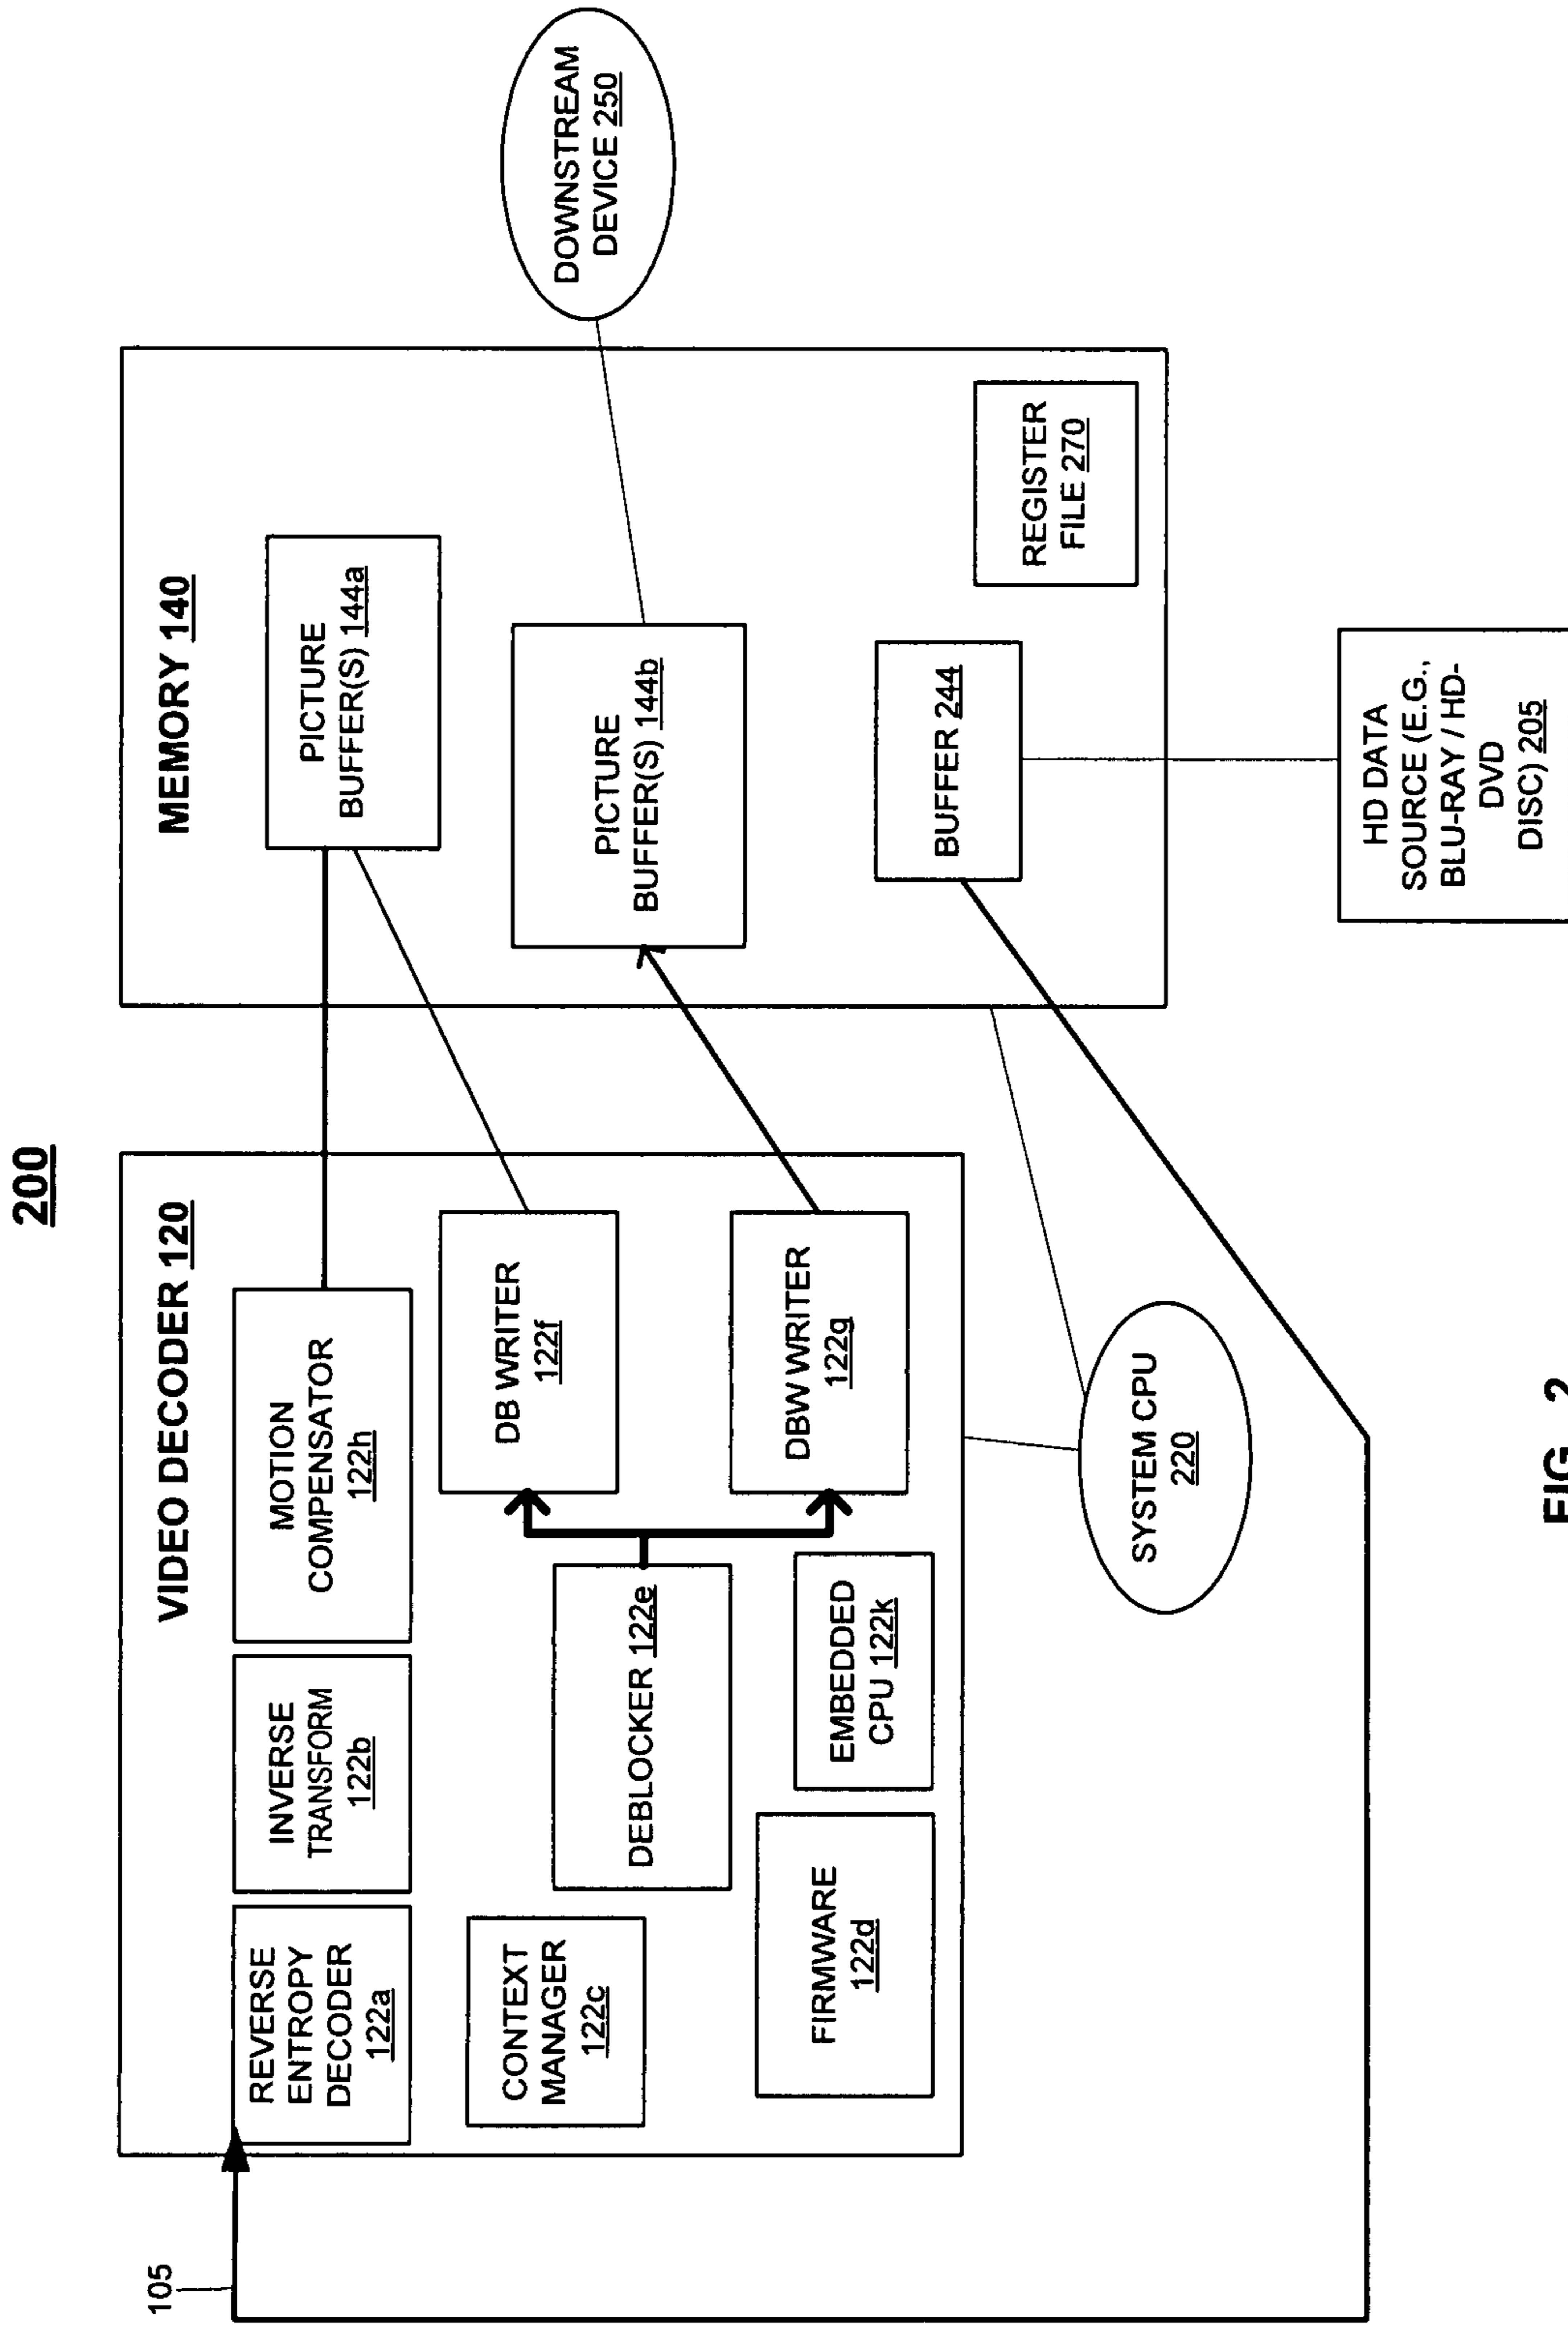 200
VIDEO DECODER 120
REVERSE
ENTROPY
DECODER
122a
INVERSE
TRANSFORM
122b
MOTION
COMPENSATOR
122h
CONTEXT
MANAGER
122c
DEBLOCKER 122e
DB WRITER
122f
FIRMWARE
122d
EMBEDDED
CPU 122k
DBW WRITER
122g
105
MEMORY 140
PICTURE
BUFFER(S) 144a
PICTURE
BUFFER(S) 144b
BUFFER 244
REGISTER
FILE 270
DOWNSTREAM
DEVICE 250
SYSTEM CPU
220
HD DATA
SOURCE (E.G.,
BLU-RAY / HD-
DVD
DISC) 205
FIG. 2